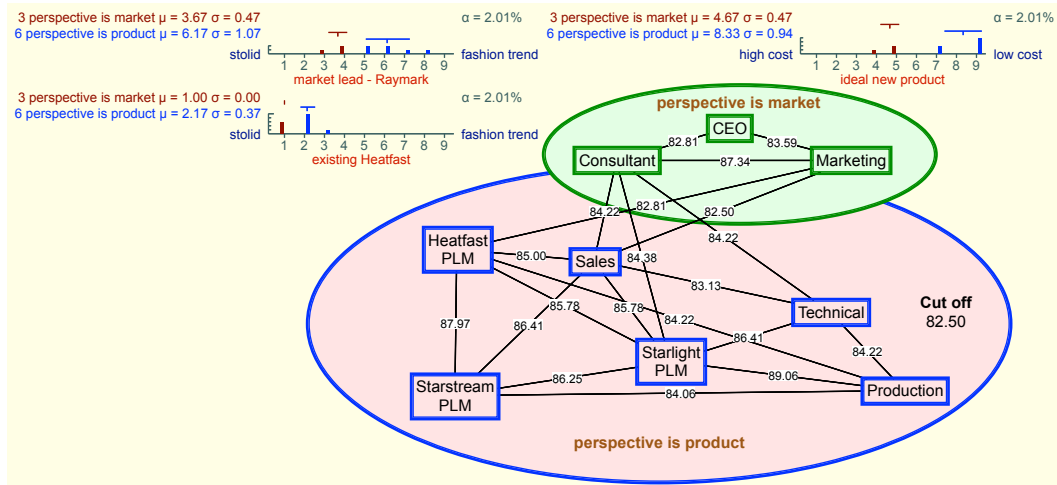 3 perspective is market µ = 3.67 σ = 0.47
α = 2.01%
6 perspective is product µ = 6.17 σ = 1.07
stolid
fashion trend
1 2 3 4 5 6 7 8 9
market lead - Raymark
3 perspective is market µ = 4.67 σ = 0.47
α = 2.01%
6 perspective is product µ = 8.33 σ = 0.94
high cost
low cost
1 2 3 4 5 6 7 8 9
ideal new product
3 perspective is market µ = 1.00 σ = 0.00
α = 2.01%
6 perspective is product µ = 2.17 σ = 0.37
stolid
fashion trend
1 2 3 4 5 6 7 8 9
existing Heatfast
perspective is market
CEO
82.81
83.59
Consultant
87.34
Marketing
84.22
82.81
82.50
84.22
Heatfast
PLM
85.00
Sales
84.38
83.13
Technical
Cut off
82.50
87.97
86.41
85.78
85.78
84.22
86.41
84.22
Starlight
PLM
Starstream
PLM
86.25
89.06
84.06
Production
perspective is product